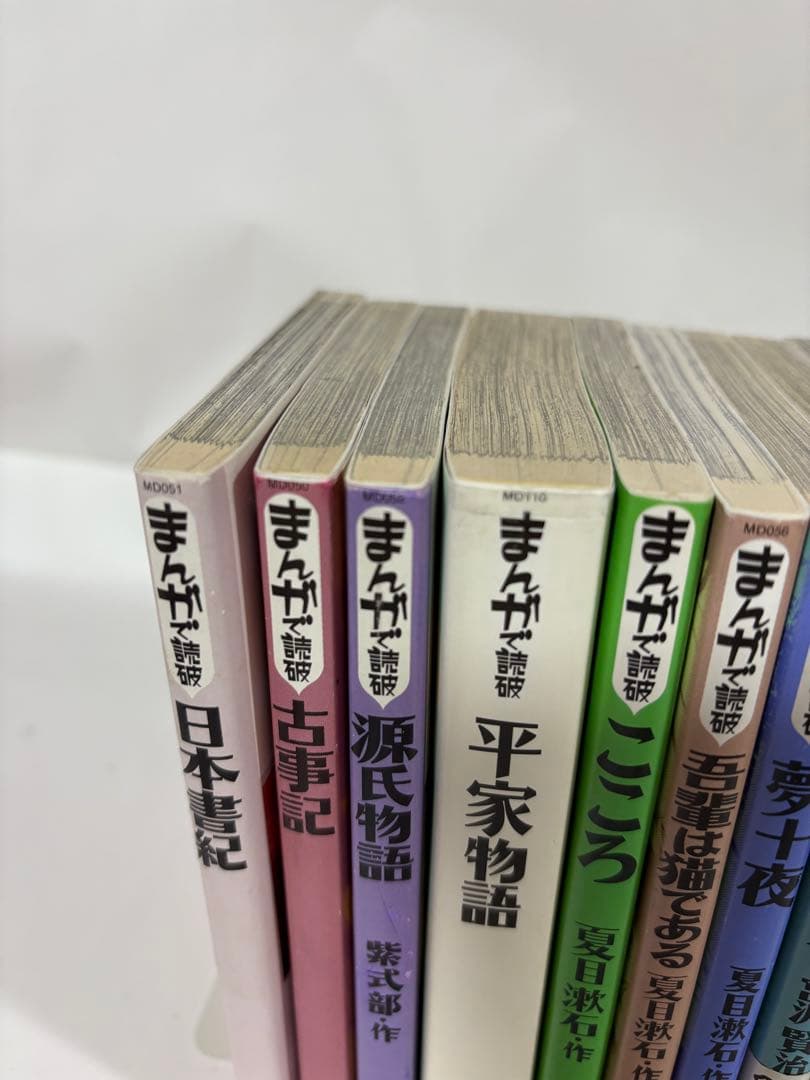 MD051
まんがで読破
日本書紀
MD050
まんがで読破
古事記
まんがで読破
源氏物語
紫式部・作
MD110
まんがで読破
平家物語
まんがで読破
こころ
夏目漱石・作
MD056
まんがで読破
吾輩は猫である
夏目漱石・作
破
夢十夜
夏目漱石・作
賢治